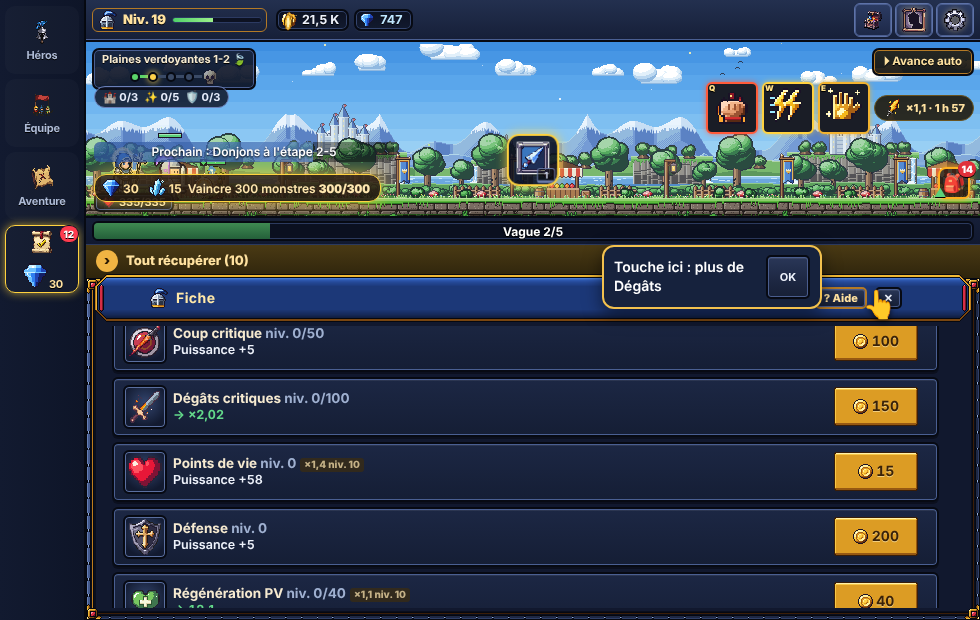 Niv. 19
21,5 K
747
Héros
Équipe
Aventure
12
30
Plaines verdoyantes 1-2
0/3 0/5 0/3
Avance auto
Q
W
E
×1,1 · 1 h 57
Prochain : Donjons à l'étape 2-5
30 15 Vaincre 300 monstres 300/300
14
Vague 2/5
Tout récupérer (10)
Touche ici : plus de
Dégâts
OK
Fiche
? Aide
×
Coup critique niv. 0/50
Puissance +5
100
Dégâts critiques niv. 0/100
→ ×2,02
150
Points de vie niv. 0 ×1,4 niv. 10
Puissance +58
15
Défense niv. 0
Puissance +5
200
Régénération PV niv. 0/40 ×1,1 niv. 10
40